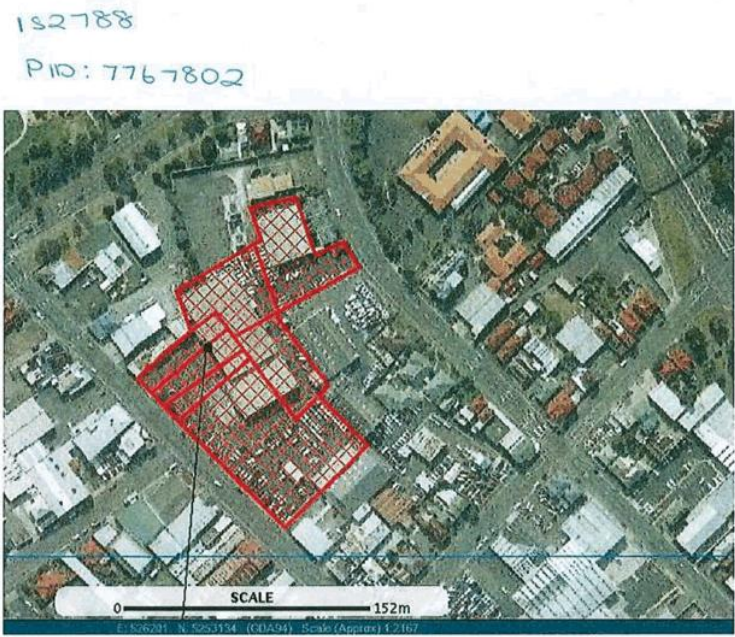 152788
PID: 7767802
SCALE
0 152m
E: 526201 N: 5253134 (GDA94) Scale (Approx) 1:2167